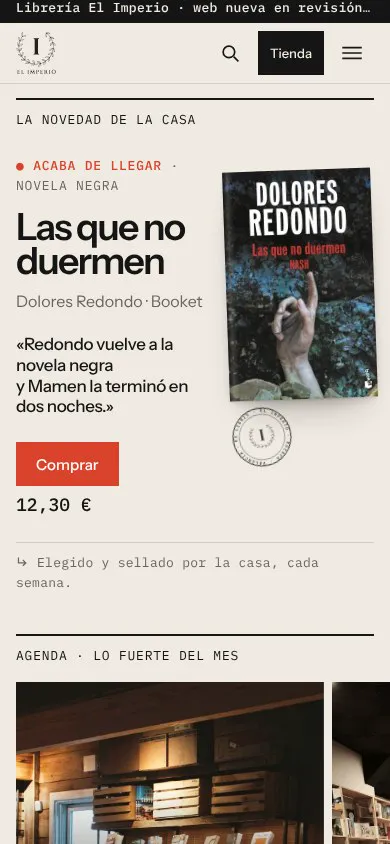 Librería El Imperio · web nueva en revisión…
I
EL IMPERIO
Tienda
LA NOVEDAD DE LA CASA
● ACABA DE LLEGAR ·
NOVELA NEGRA
Las que no
duermen
Dolores Redondo · Booket
«Redondo vuelve a la
novela negra
y Mamen la terminó en
dos noches.»
Comprar
12,30 €
DOLORES
REDONDO
Las que no duermen
NASH
I
↳ Elegido y sellado por la casa, cada
semana.
AGENDA · LO FUERTE DEL MES